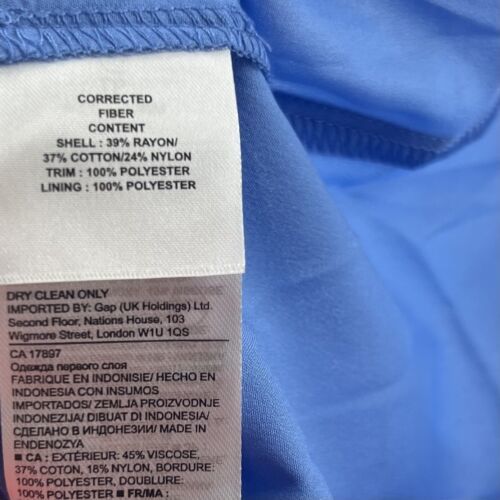 CORRECTED
FIBER
CONTENT
SHELL : 39% RAYON/
37% COTTON/24% NYLON
TRIM : 100% POLYESTER
LINING : 100% POLYESTER
DRY CLEAN ONLY
IMPORTED BY: Gap (UK Holdings) Ltd.
Second Floor, Nations House, 103
Wigmore Street, London W1U 1QS
CA 17897
Одежда первого слоя
FABRIQUE EN INDONISIE/ HECHO EN
INDONESIA CON INSUMOS
IMPORTADOS/ ZEMLJA PROIZVODNJE
INDONEZIJA/ DIBUAT DI INDONESIA/
СДЕЛАНО В ИНДОНЕЗИИ/ MADE IN
ENDENOZYA
■ CA : EXTÉRIEUR: 45% VISCOSE,
37% COTON, 18% NYLON, BORDURE:
100% POLYESTER, DOUBLURE:
100% POLYESTER ■ FR/MA :